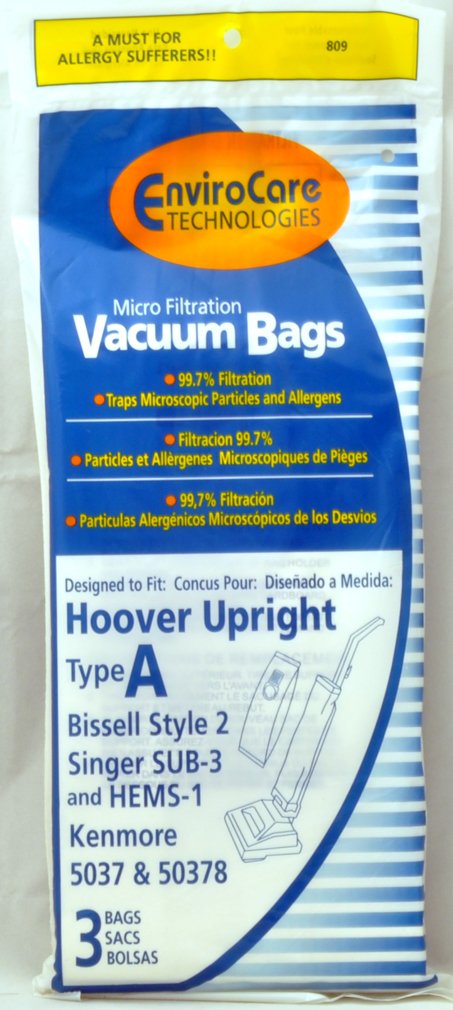 A MUST FOR
ALLERGY SUFFERERS!!
809
EnviroCare
TECHNOLOGIES
Micro Filtration
Vacuum Bags
• 99.7% Filtration
• Traps Microscopic Particles and Allergens
• Filtracion 99.7%
• Particles et Allèrgenes Microscopiques de Pièges
• 99,7% Filtración
• Particulas Alergénicos Microscópicos de los Desvios
Designed to Fit: Concus Pour: Diseñado a Medida:
Hoover Upright
Type A
Bissell Style 2
Singer SUB-3
and HEMS-1
Kenmore
5037 & 50378
3 BAGS
SACS
BOLSAS